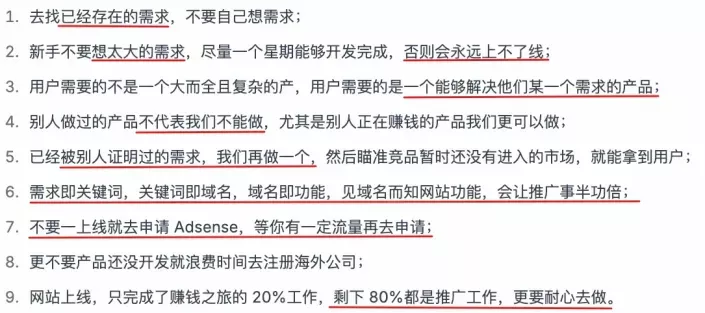 1. 去找已经存在的需求，不要自己想需求；
2. 新手不要想太大的需求，尽量一个星期能够开发完成，否则会永远上不了线；
3. 用户需要的不是一个大而全且复杂的产，用户需要的是一个能够解决他们某一个需求的产品；
4. 别人做过的产品不代表我们不能做，尤其是别人正在赚钱的产品我们更可以做；
5. 已经被别人证明过的需求，我们再做一个，然后瞄准竞品暂时还没有进入的市场，就能拿到用户；
6. 需求即关键词，关键词即域名，域名即功能，见域名而知网站功能，会让推广事半功倍；
7. 不要一上线就去申请 Adsense，等你有一定流量再去申请；
8. 更不要产品还没开发就浪费时间去注册海外公司；
9. 网站上线，只完成了赚钱之旅的 20%工作，剩下 80%都是推广工作，更要耐心去做。